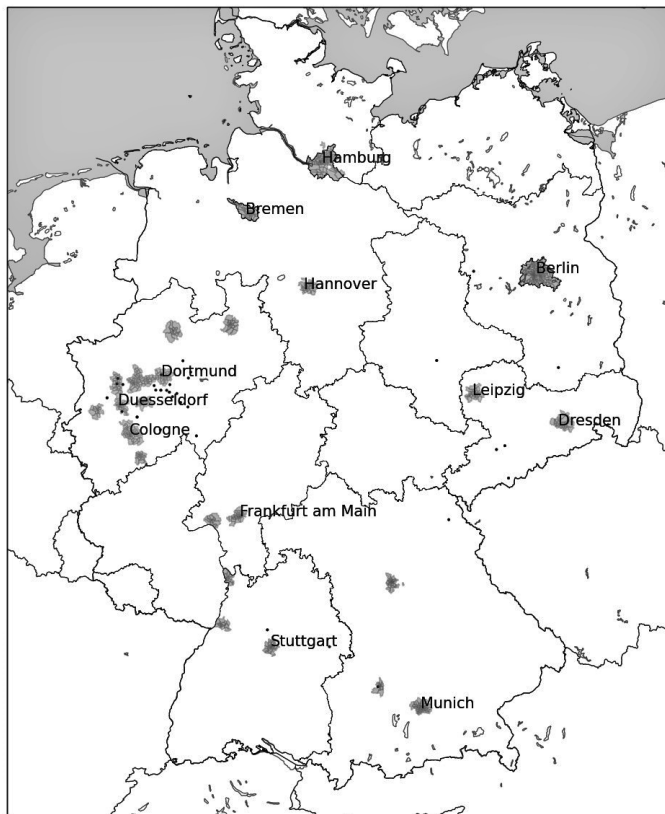 Hamburg
Bremen
Berlin
Hannover
Dortmund
Leipzig
Duesseldorf
Dresden
Cologne
Frankfurt am Main
Stuttgart
Munich